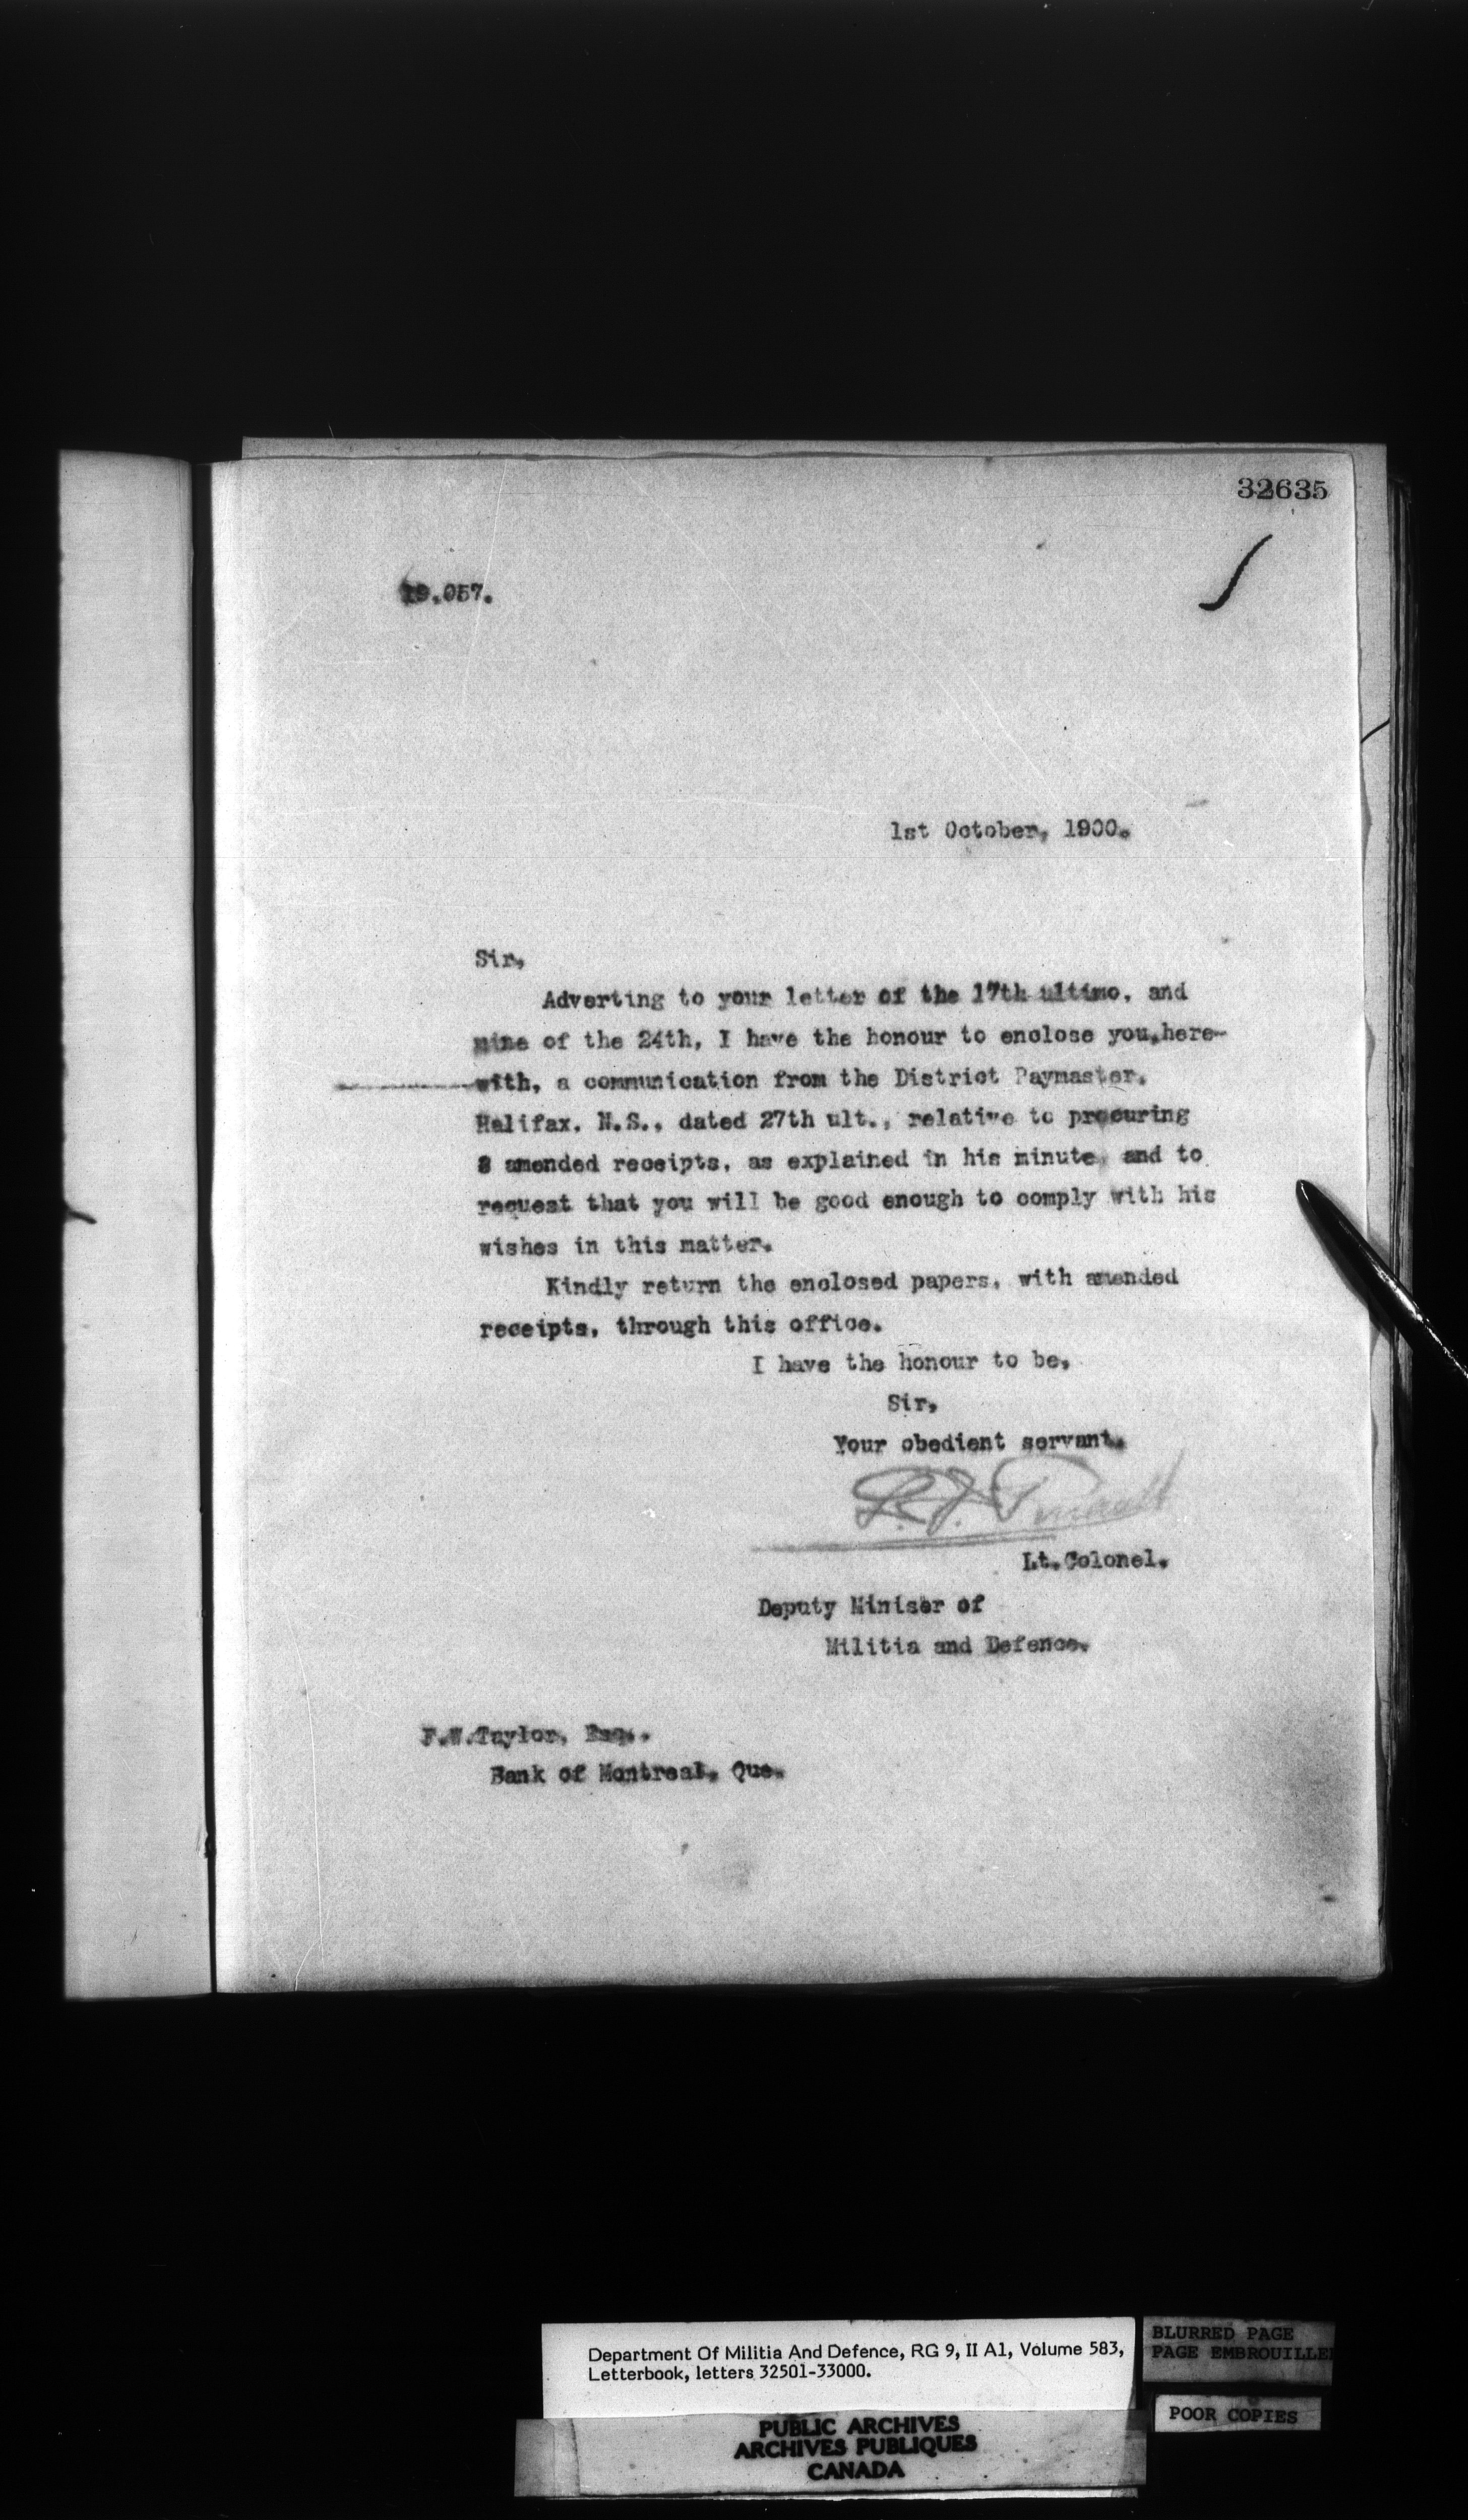 32635
19.057.
1st October, 1900.
Sir,
Adverting to your letter of the 17th ultimo, and
mine of the 24th, I have the honour to enclose you,here-
with, a communication from the District Paymaster,
Halifax, N.S., dated 27th ult., relative to procuring
8 amended receipts, as explained in his minute, and to
request that you will be good enough to comply with his
wishes in this matter.
Kindly return the enclosed papers, with amended
receipts, through this office.
I have the honour to be,
Sir,
Your obedient servant,
Lt.Colonel.
Deputy Miniser of
Militia and Defence.
F.W.Taylor, Esq.,
Bank of Montreal, Que.
Department Of Militia And Defence, RG 9, II A1, Volume 583,
Letterbook, letters 32501-33000.
BLURRED PAGE
PAGE EMBROUILLE
POOR COPIES
PUBLIC ARCHIVES
ARCHIVES PUBLIQUES
CANADA